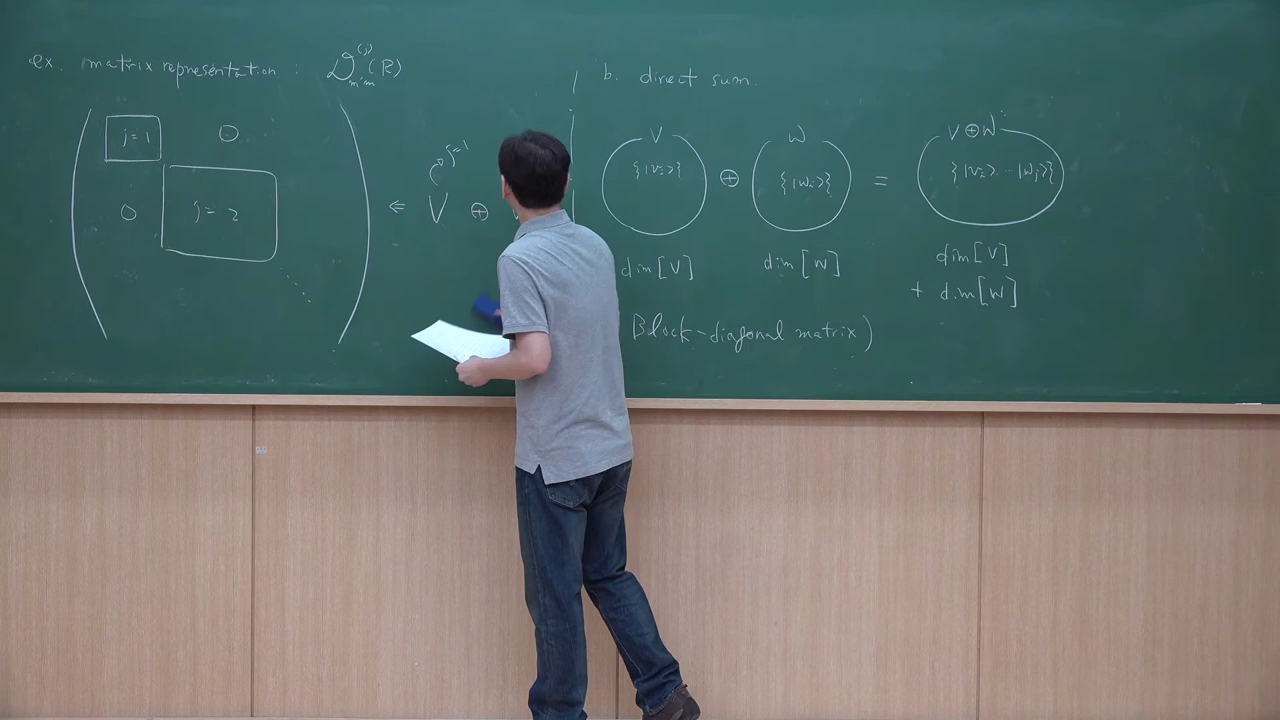 ex. matrix representation : 𝒟^{(j)}_{m'm}(R)
j=1 0
0 j=2
⇐ V ⊕
j=1
b. direct sum.
V ⊕ W = V⊕W
{|v_i>} {|w_i>} {|v_i> ... |w_j>}
dim[V] dim[W] dim[V]
+ dim[W]
Block-diagonal matrix)